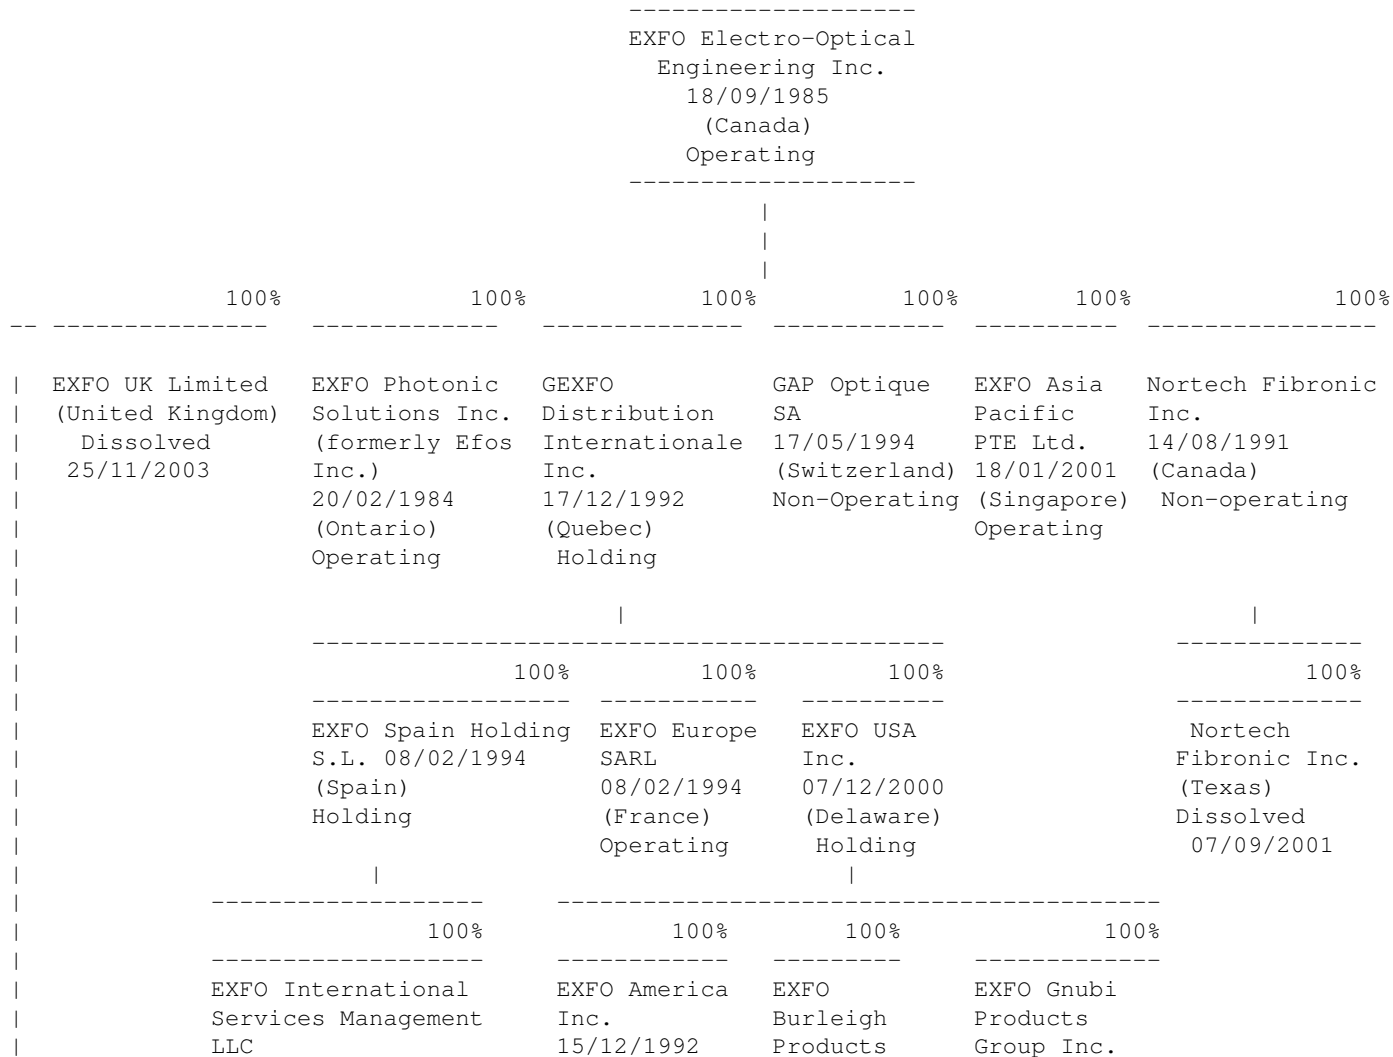 --------------------
EXFO Electro-Optical
Engineering Inc.
18/09/1985
(Canada)
Operating
--------------------
|
|
|
100% 100% 100% 100% 100% 100%
-- --------------- ------------- -------------- ------------ ---------- ----------------
| EXFO UK Limited EXFO Photonic GEXFO GAP Optique EXFO Asia Nortech Fibronic
| (United Kingdom) Solutions Inc. Distribution SA Pacific Inc.
| Dissolved (formerly Efos Internationale 17/05/1994 PTE Ltd. 14/08/1991
| 25/11/2003 Inc.) Inc. (Switzerland) 18/01/2001 (Canada)
| 20/02/1984 17/12/1992 Non-Operating (Singapore) Non-operating
| (Ontario) (Quebec) Operating
| Operating Holding
|
| | |
| -------------------------------------------- -------------
| 100% 100% 100% 100%
| ------------------ ----------- ---------- -------------
| EXFO Spain Holding EXFO Europe EXFO USA Nortech
| S.L. 08/02/1994 SARL Inc. Fibronic Inc.
| (Spain) 08/02/1994 07/12/2000 (Texas)
| Holding (France) (Delaware) Dissolved
| Operating Holding 07/09/2001
| | |
| ------------------- ------------------------------------------
| 100% 100% 100% 100%
| ------------------- ------------ --------- -------------
| EXFO International EXFO America EXFO EXFO Gnubi
| Services Management Inc. Burleigh Products
| LLC 15/12/1992 Products Group Inc.